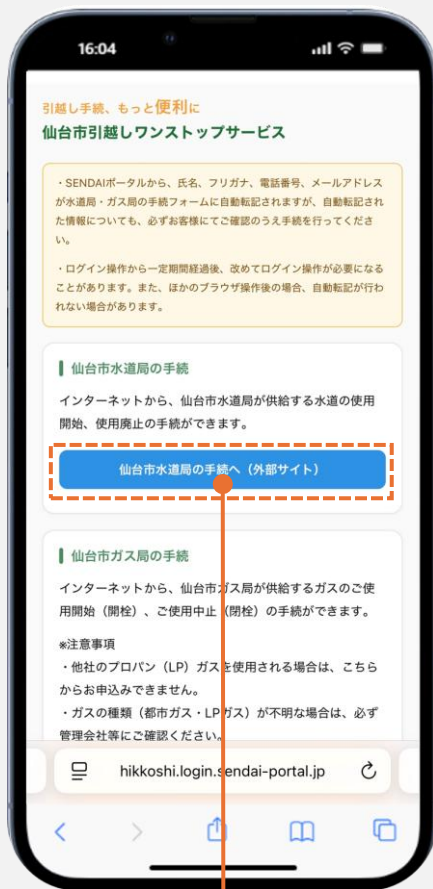 16:04
引越し手続、もっと便利に
仙台市引越しワンストップサービス
・SENDAIポータルから、氏名、フリガナ、電話番号、メールアドレス
が水道局・ガス局の手続フォームに自動転記されますが、自動転記され
た情報についても、必ずお客様にてご確認のうえ手続を行ってくださ
い。
・ログイン操作から一定期間経過後、改めてログイン操作が必要になる
ことがあります。また、ほかのブラウザ操作後の場合、自動転記が行わ
れない場合があります。
仙台市水道局の手続
インターネットから、仙台市水道局が供給する水道の使用
開始、使用廃止の手続ができます。
仙台市水道局の手続へ（外部サイト）
仙台市ガス局の手続
インターネットから、仙台市ガス局が供給するガスのご使
用開始（開栓）、ご使用中止（閉栓）の手続ができます。
※注意事項
・他社のプロパン（LP）ガスを使用される場合は、こちら
からお申込みできません。
・ガスの種類（都市ガス・LPガス）が不明な場合は、必ず
管理会社等にご確認ください。
hikkoshi.login.sendai-portal.jp